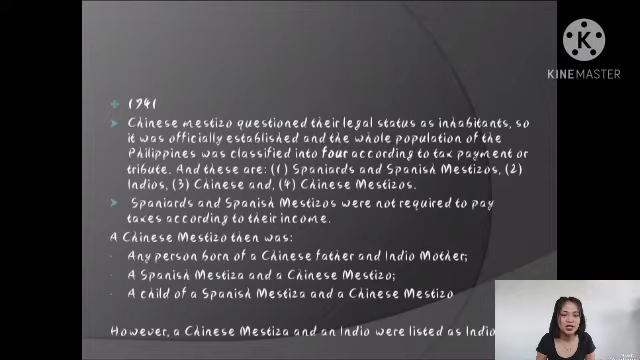 K
KINEMASTER
1941
Chinese mestizo questioned their legal status as inhabitants, so
it was officially established and the whole population of the
Philippines was classified into four according to tax payment or
tribute. And these are: (1) Spaniards and Spanish Mestizos, (2)
Indios, (3) Chinese and, (4) Chinese Mestizos.
Spaniards and Spanish Mestizos were not required to pay
taxes according to their income.
A Chinese Mestizo then was:
Any person born of a Chinese father and Indio Mother;
A Spanish Mestiza and a Chinese Mestizo;
A child of a Spanish Mestiza and a Chinese Mestizo
However, a Chinese Mestiza and an Indio were listed as Indio